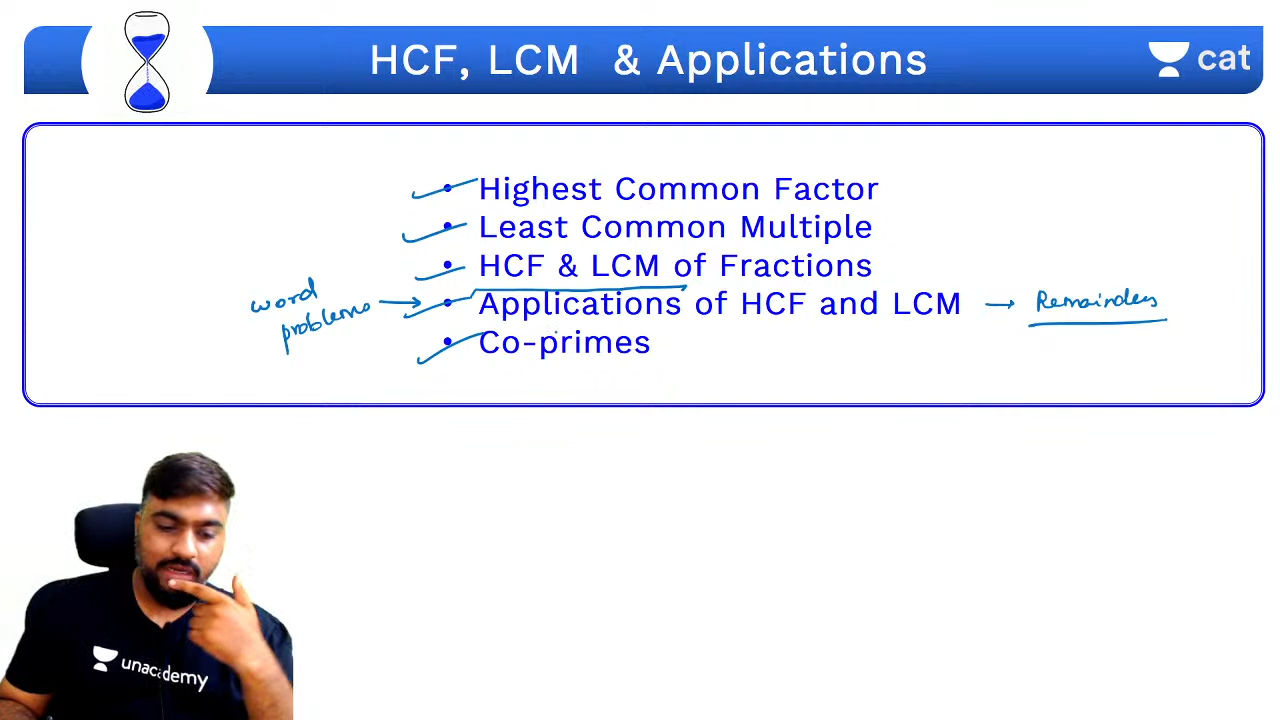 HCF, LCM & Applications
cat
• Highest Common Factor
• Least Common Multiple
• HCF & LCM of Fractions
word problems → • Applications of HCF and LCM → Remainders
• Co-primes
unacademy